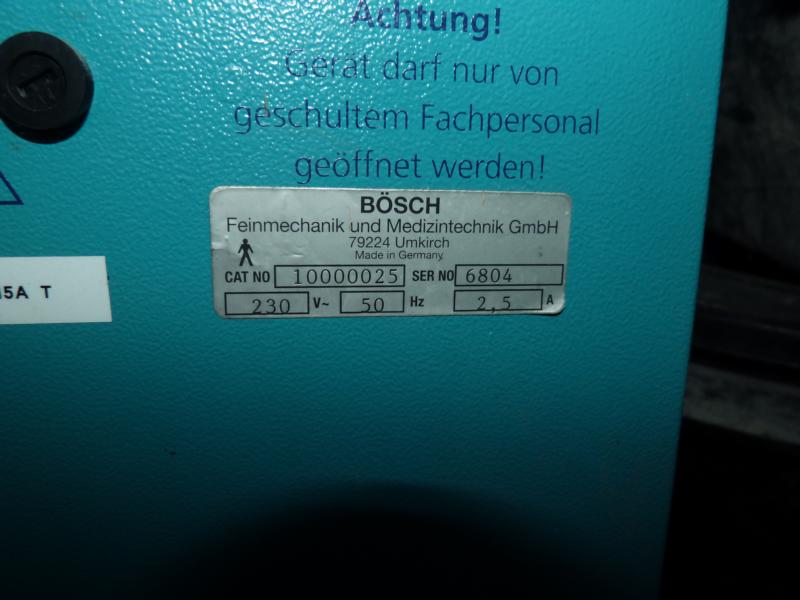 Achtung!
Gerät darf nur von
geschultem Fachpersonal
geöffnet werden!
BÖSCH
Feinmechanik und Medizintechnik GmbH
79224 Umkirch
Made in Germany
CAT NO 10000025 SER NO 6804
230 V~ 50 Hz 2,5 A
5A T